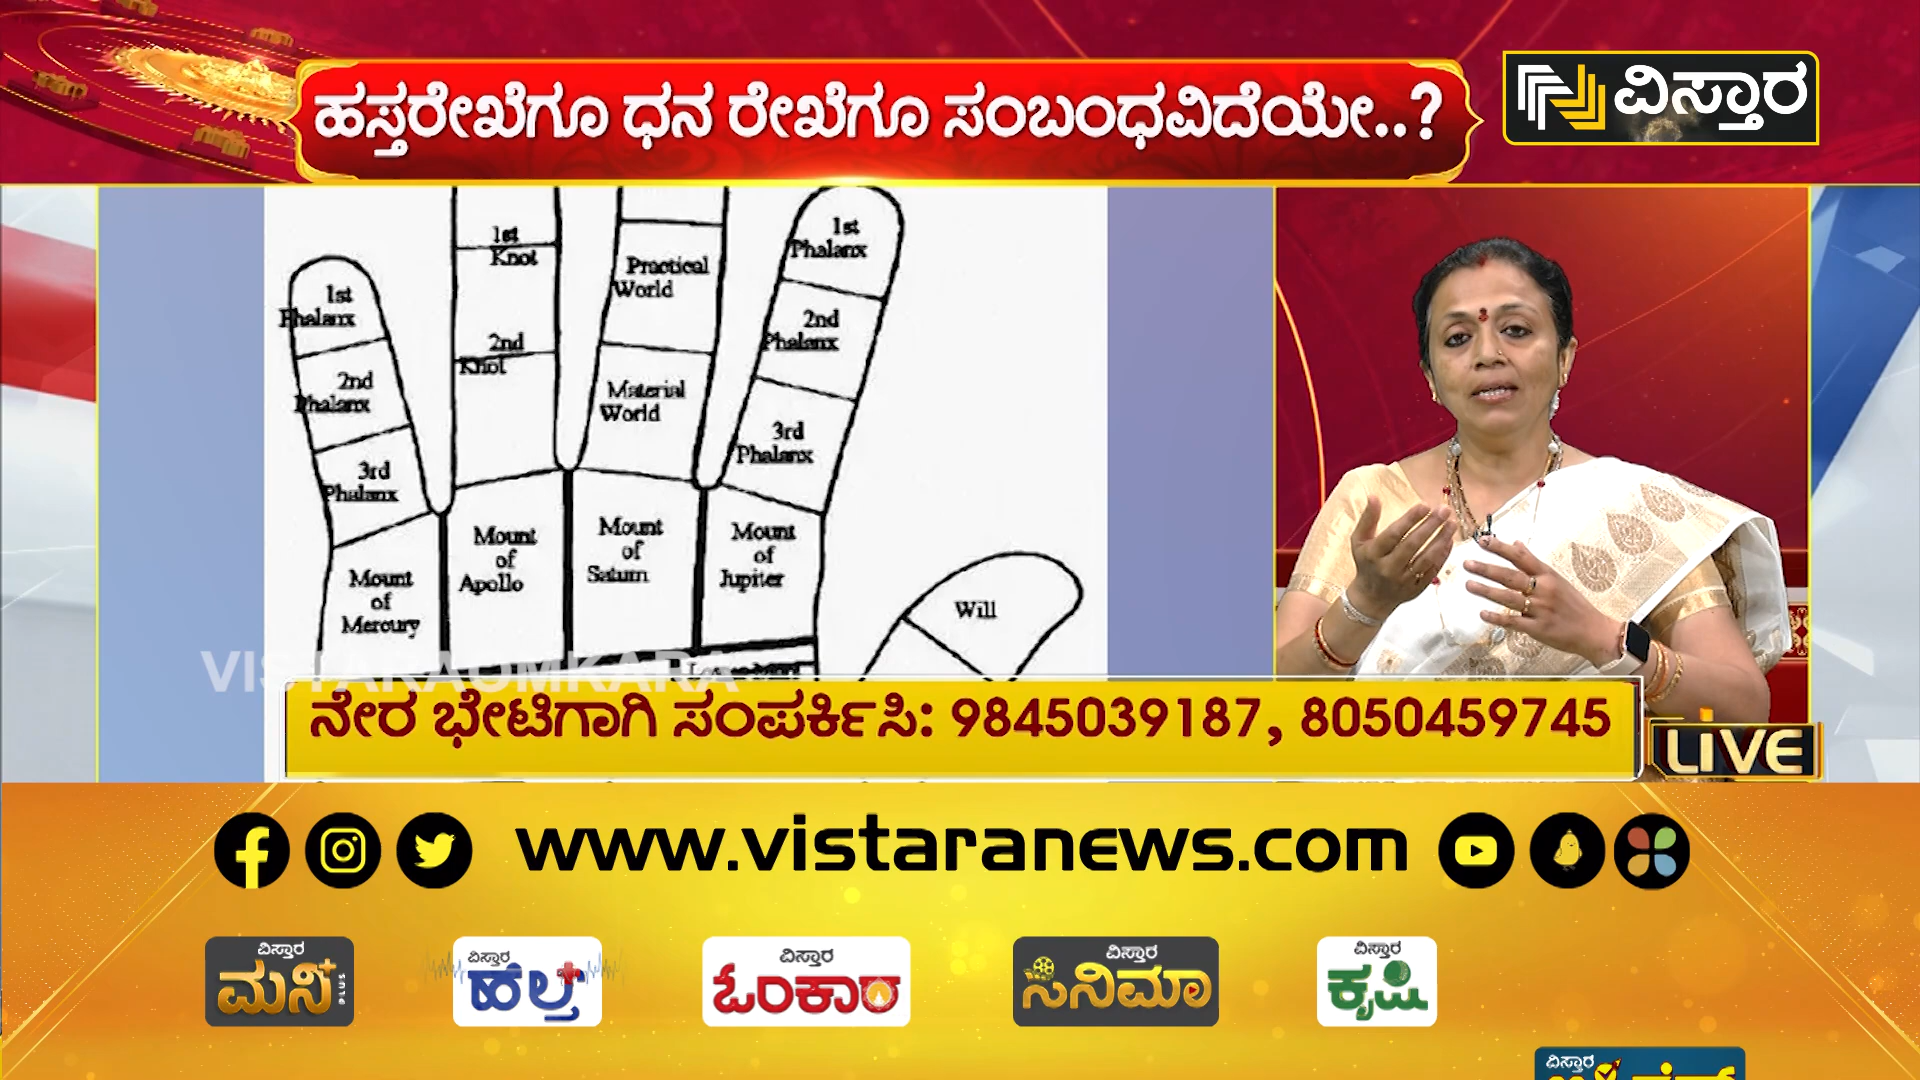 ಹಸ್ತರೇಖೆಗೂ ಧನ ರೇಖೆಗೂ ಸಂಬಂಧವಿದೆಯೇ..?
ವಿಸ್ತಾರ
1st
Phalanx
2nd
Phalanx
3rd
Phalanx
1st
Knot
2nd
Knot
Practical
World
Material
World
1st
Phalanx
2nd
Phalanx
3rd
Phalanx
Mount
of
Mercury
Mount
of
Apollo
Mount
of
Saturn
Mount
of
Jupiter
Will
VISTARAOMKARA
ನೇರ ಭೇಟಿಗಾಗಿ ಸಂಪರ್ಕಿಸಿ: 9845039187, 8050459745
LIVE
www.vistaranews.com
ವಿಸ್ತಾರ
ಮನಿ+
PLUS
ವಿಸ್ತಾರ
ಹೆಲ್ತ್
ವಿಸ್ತಾರ
ಓಂಕಾರ
ವಿಸ್ತಾರ
ಸಿನಿಮಾ
ವಿಸ್ತಾರ
ಕೃಷಿ
ವಿಸ್ತಾರ